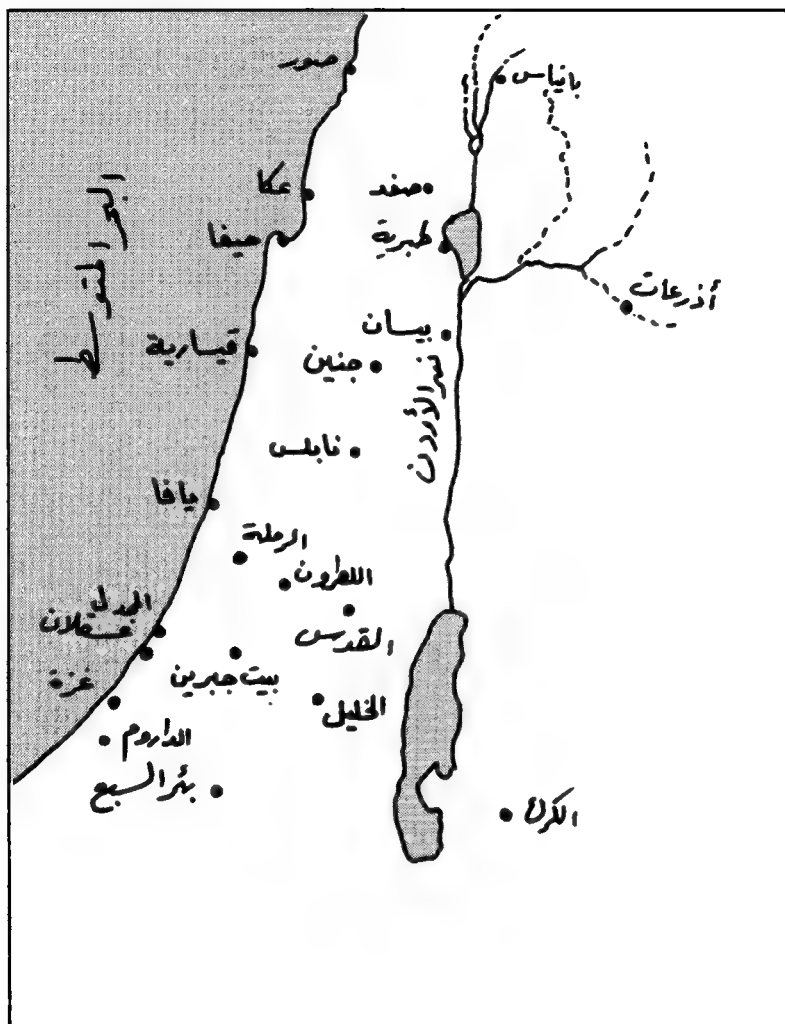 صور
بانياس
البحر المتوسط
عكا
صفد
حيفا
طبرية
أذرعات
بيسان
قيسارية
جنين
نهر الأردن
نابلس
يافا
الرملة
اللطرون
المجدل
عسقلان
القدس
غزة
بيت جبرين
الخليل
الداروم
بئر السبع
الكرك